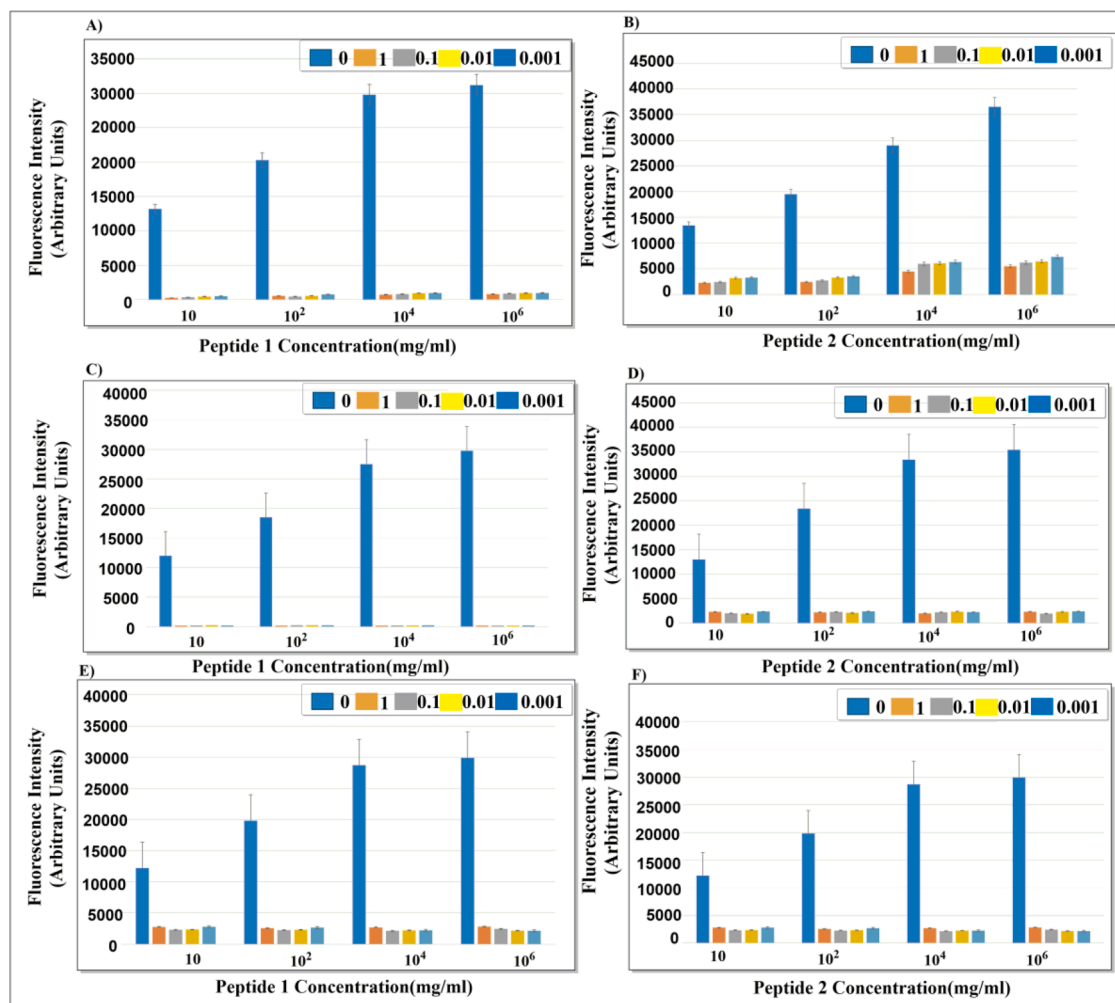 A)
0 1 0.1 0.01 0.001
35000
30000
20000
15000
10000
5000
0
Fluorescence Intensity
(Arbitrary Units)
10 10² 10⁴ 10⁶
Peptide 1 Concentration(mg/ml)
B)
0 1 0.1 0.01 0.001
45000
40000
35000
30000
25000
20000
15000
10000
5000
0
Fluorescence Intensity
(Arbitrary Units)
10 10² 10⁴ 10⁶
Peptide 2 Concentration(mg/ml)
C)
0 1 0.1 0.01 0.001
40000
35000
30000
20000
15000
10000
5000
0
Fluorescence Intensity
(Arbitrary Units)
10 10² 10⁴ 10⁶
Peptide 1 Concentration(mg/ml)
D)
0 1 0.1 0.01 0.001
45000
40000
35000
30000
25000
20000
15000
10000
5000
0
Fluorescence Intensity
(Arbitrary Units)
10 10² 10⁴ 10⁶
Peptide 2 Concentration(mg/ml)
E)
0 1 0.1 0.01 0.001
40000
35000
30000
20000
15000
10000
5000
0
Fluorescence Intensity
(Arbitrary Units)
10 10² 10⁴ 10⁶
Peptide 1 Concentration(mg/ml)
F)
0 1 0.1 0.01 0.001
40000
35000
30000
20000
15000
10000
5000
0
Fluorescence Intensity
(Arbitrary Units)
10 10² 10⁴ 10⁶
Peptide 2 Concentration(mg/ml)